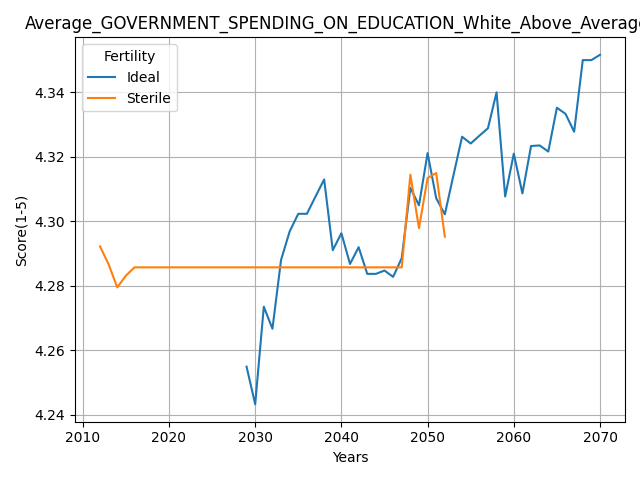 Average_GOVERNMENT_SPENDING_ON_EDUCATION_White_Above_Average
Fertility
Ideal
Sterile
4.34
4.32
4.30
4.28
4.26
4.24
Score(1-5)
2010 2020 2030 2040 2050 2060 2070
Years